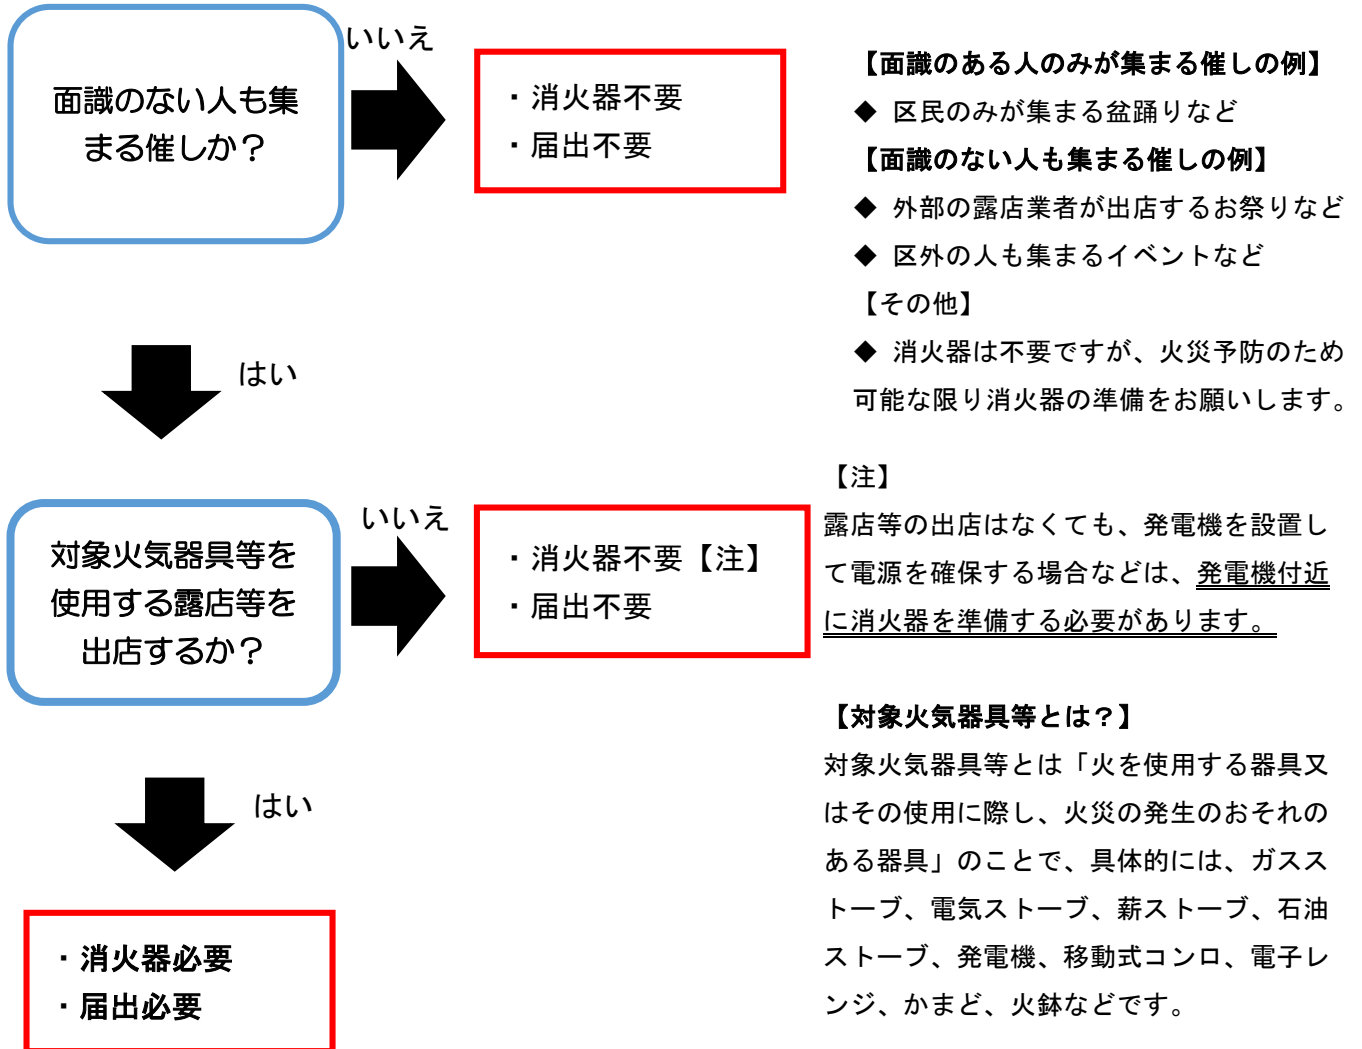 面識のない人も集
まる催しか？
いいえ
・消火器不要
・届出不要
はい
対象火気器具等を
使用する露店等を
出店するか？
いいえ
・消火器不要【注】
・届出不要
はい
・消火器必要
・届出必要
【面識のある人のみが集まる催しの例】
◆ 区民のみが集まる盆踊りなど
【面識のない人も集まる催しの例】
◆ 外部の露店業者が出店するお祭りなど
◆ 区外の人も集まるイベントなど
【その他】
◆ 消火器は不要ですが、火災予防のため
可能な限り消火器の準備をお願いします。
【注】
露店等の出店はなくても、発電機を設置し
て電源を確保する場合などは、発電機付近
に消火器を準備する必要があります。
【対象火気器具等とは？】
対象火気器具等とは「火を使用する器具又
はその使用に際し、火災の発生のおそれの
ある器具」のことで、具体的には、ガスス
トーブ、電気ストーブ、薪ストーブ、石油
ストーブ、発電機、移動式コンロ、電子レ
ンジ、かまど、火鉢などです。